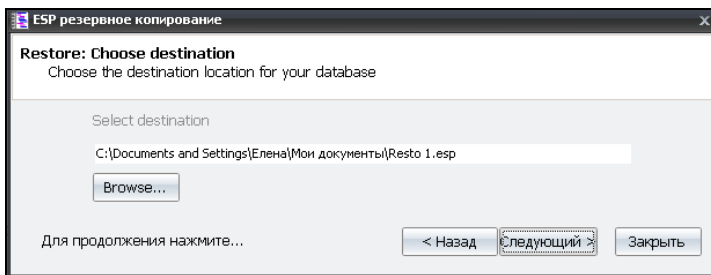 ESP резервное копирование
Restore: Choose destination
Choose the destination location for your database
Select destination
C:\Documents and Settings\Елена\Мои документы\Resto 1.esp
Browse...
Для продолжения нажмите...
< Назад
Следующий >
Закрыть